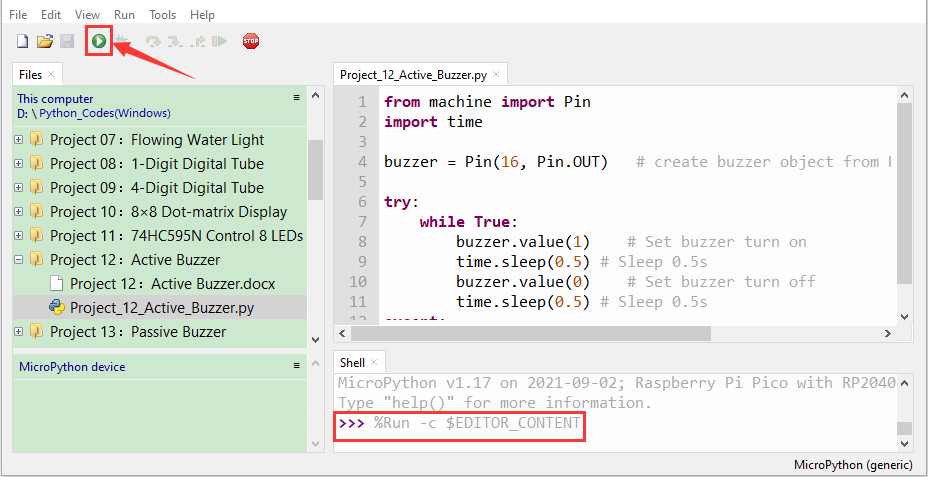 File Edit View Run Tools Help
STOP
Files ×
This computer
D: \ Python_Codes(Windows)
Project 07：Flowing Water Light
Project 08：1-Digit Digital Tube
Project 09：4-Digit Digital Tube
Project 10：8×8 Dot-matrix Display
Project 11：74HC595N Control 8 LEDs
Project 12：Active Buzzer
Project 12：Active Buzzer.docx
Project_12_Active_Buzzer.py
Project 13：Passive Buzzer
MicroPython device
Project_12_Active_Buzzer.py ×
1 from machine import Pin
2 import time
3
4 buzzer = Pin(16, Pin.OUT)   # create buzzer object from
5
6 try:
7     while True:
8         buzzer.value(1)    # Set buzzer turn on
9         time.sleep(0.5) # Sleep 0.5s
10         buzzer.value(0)    # Set buzzer turn off
11         time.sleep(0.5) # Sleep 0.5s
12 except:
Shell ×
MicroPython v1.17 on 2021-09-02; Raspberry Pi Pico with RP2040
Type "help()" for more information.
>>> %Run -c $EDITOR_CONTENT
MicroPython (generic)